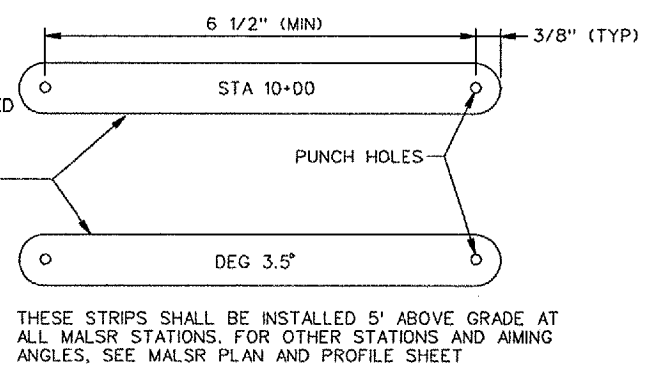 6 1/2" (MIN)
3/8" (TYP)
STA 10+00
ED
PUNCH HOLES
DEG 3.5°
THESE STRIPS SHALL BE INSTALLED 5' ABOVE GRADE AT
ALL MALSR STATIONS. FOR OTHER STATIONS AND AIMING
ANGLES, SEE MALSR PLAN AND PROFILE SHEET